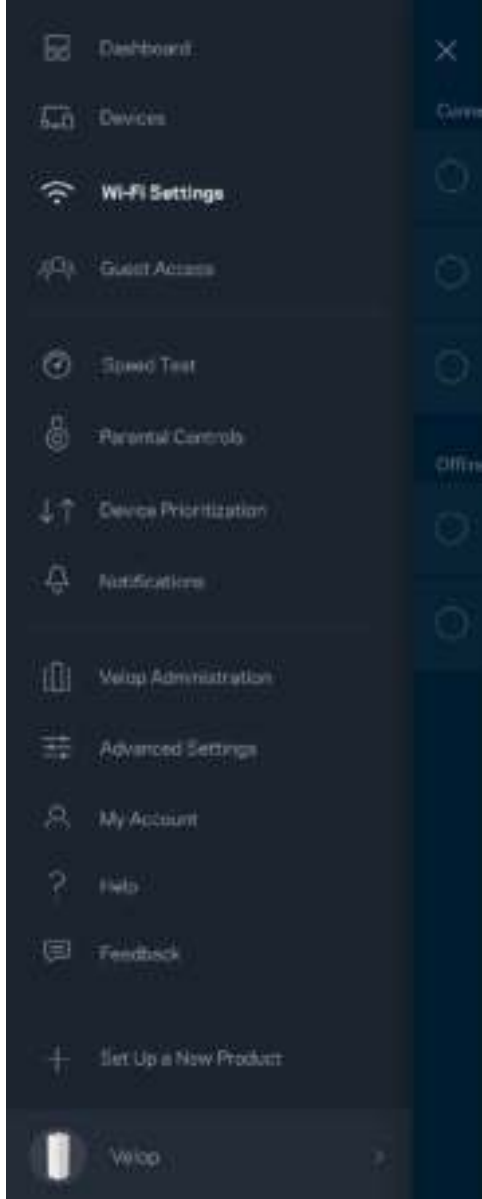 Dashboard
Devices
Wi-Fi Settings
Guest Access
Speed Test
Parental Controls
Device Prioritization
Notifications
Velop Administration
Advanced Settings
My Account
Help
Feedback
Set Up a New Product
Velop